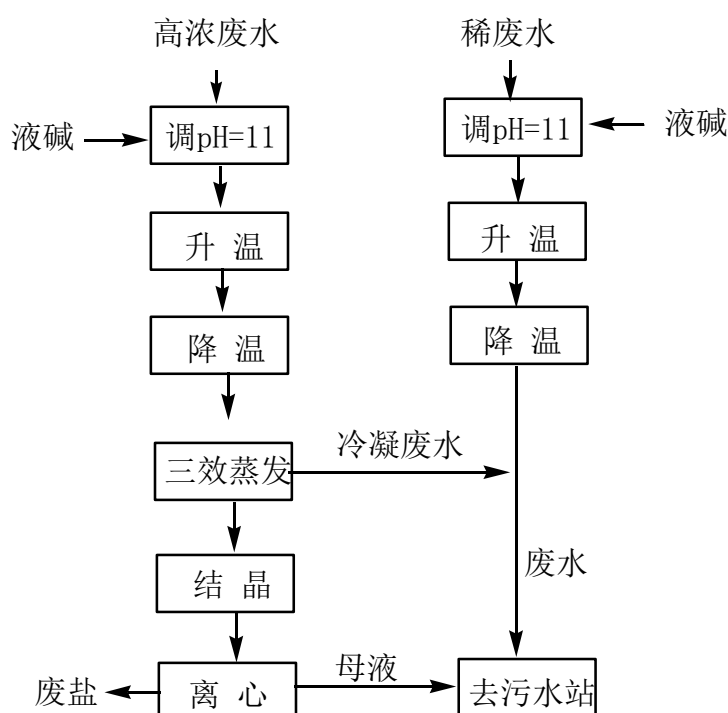 高浓废水
稀废水
液碱
调pH=11
调pH=11
液碱
升 温
升 温
降 温
降 温
冷凝废水
三效蒸发
废水
结 晶
母液
废盐
离 心
去污水站